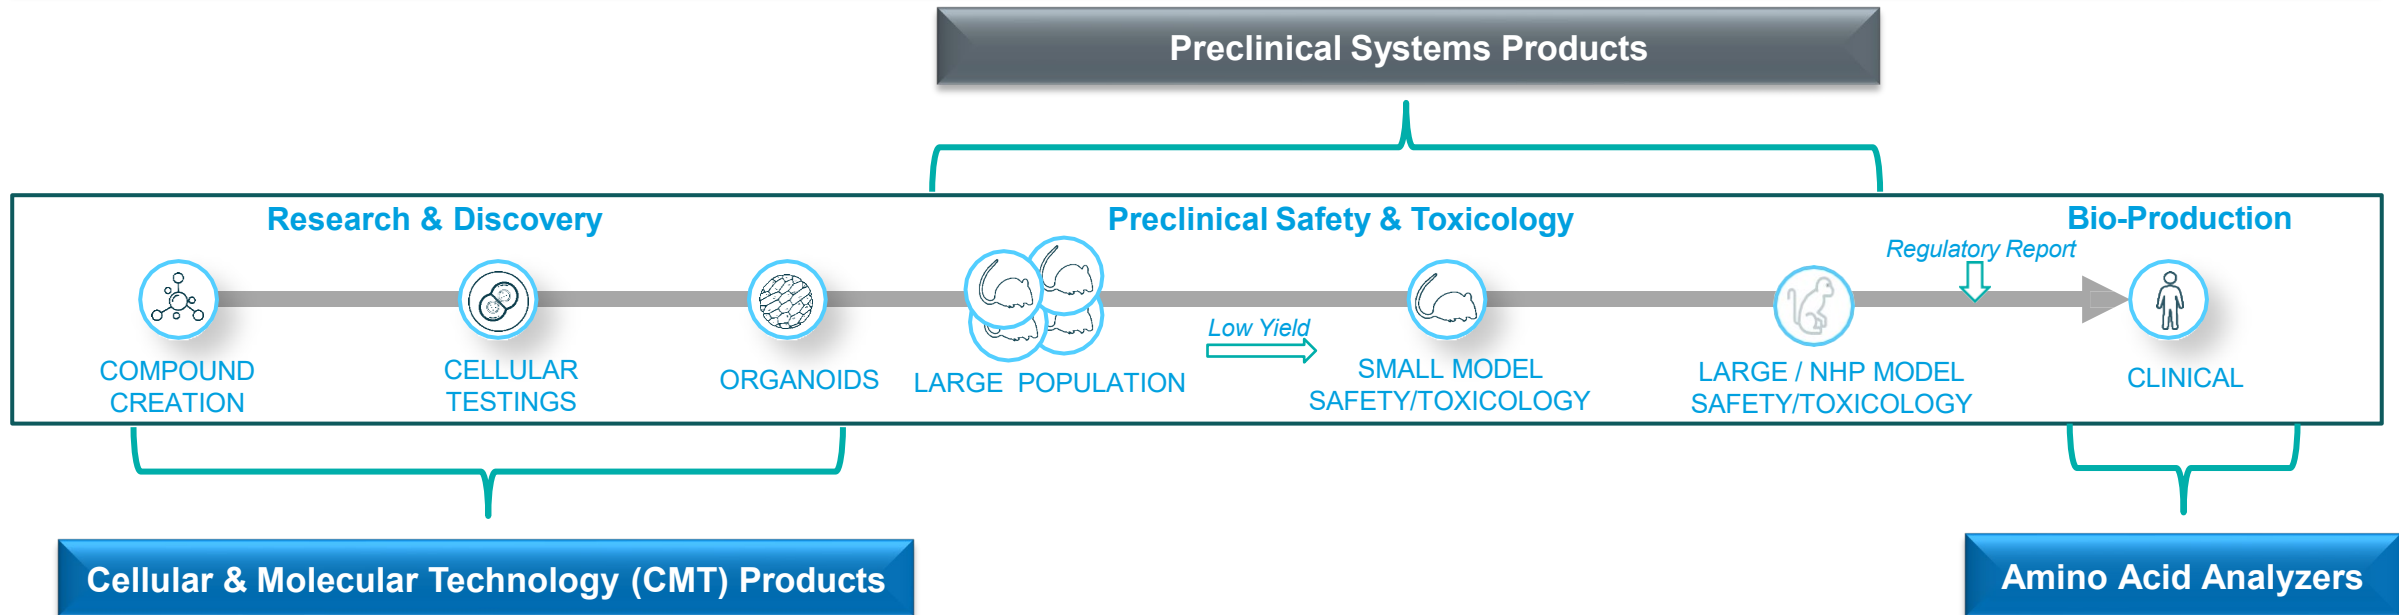 Preclinical Systems Products
Research & Discovery
Preclinical Safety & Toxicology
Bio-Production
Regulatory Report
Low Yield
COMPOUND
CREATION
CELLULAR
TESTINGS
ORGANOIDS
LARGE POPULATION
SMALL MODEL
SAFETY/TOXICOLOGY
LARGE / NHP MODEL
SAFETY/TOXICOLOGY
CLINICAL
Cellular & Molecular Technology (CMT) Products
Amino Acid Analyzers